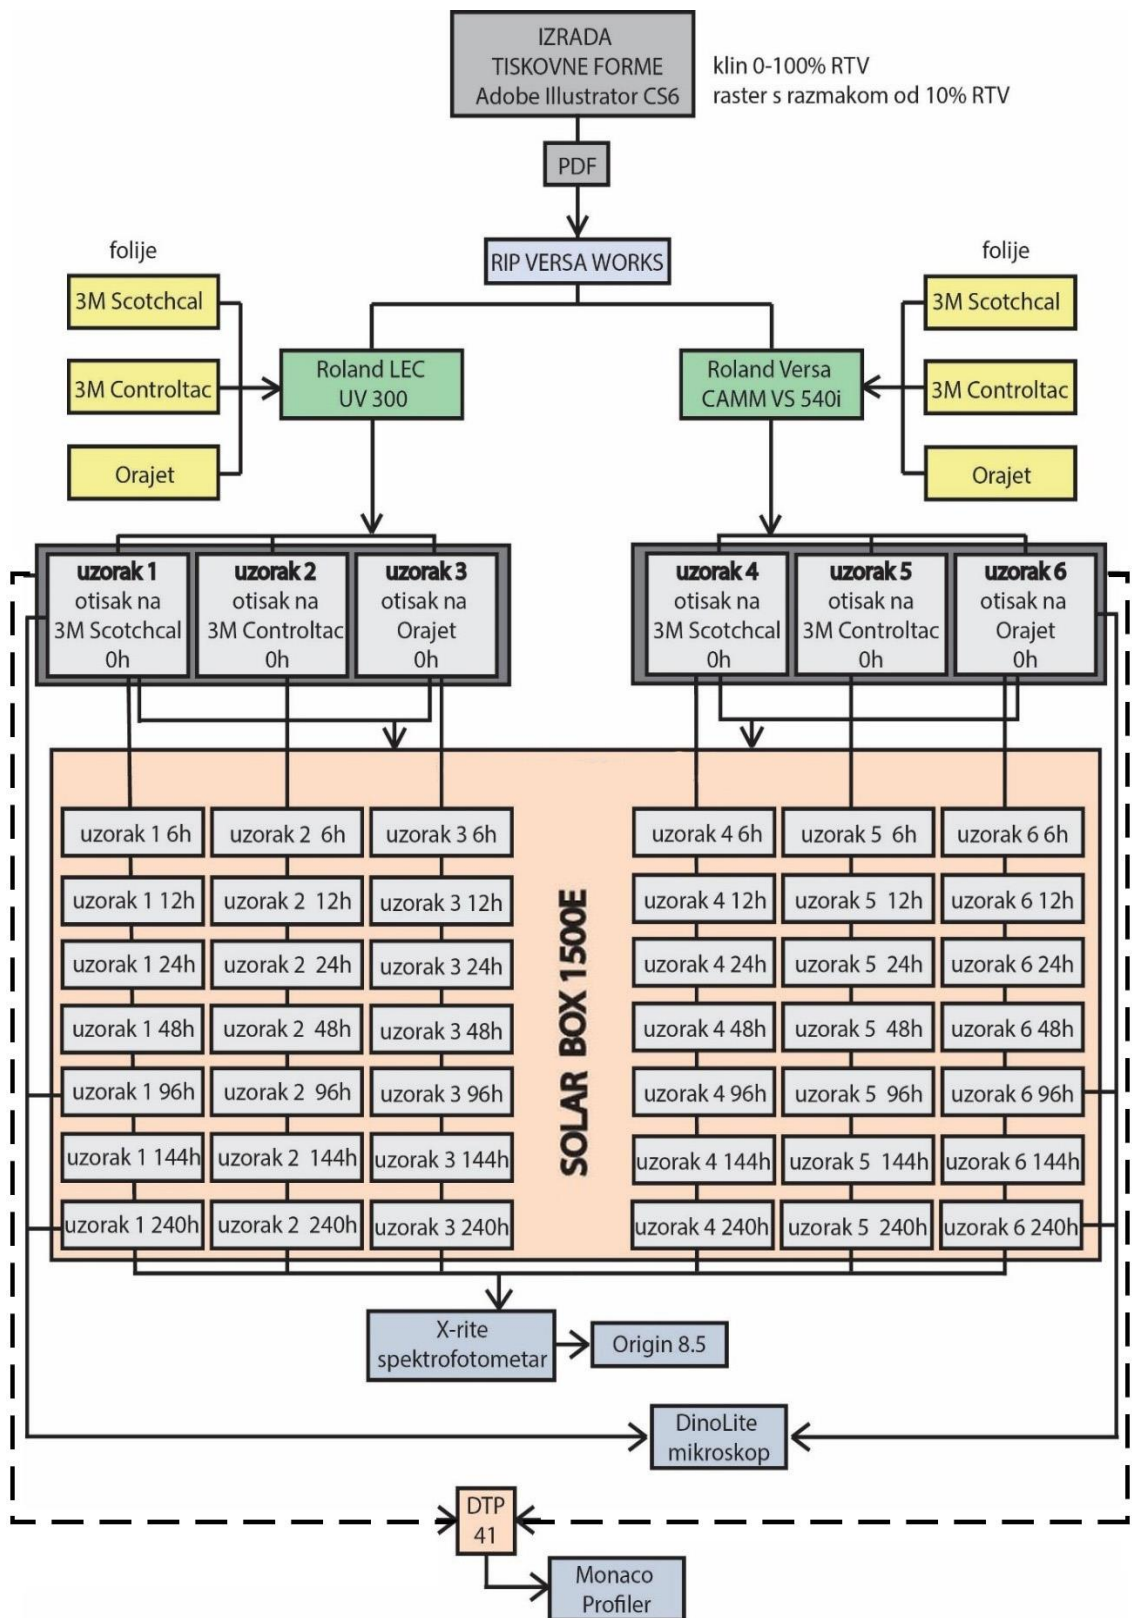 IZRADA
TISKOVNE FORME
Adobe Illustrator CS6
klin 0-100% RTV
raster s razmakom od 10% RTV
PDF
RIP VERSA WORKS
folije
folije
3M Scotchcal
3M Controltac
Orajet
Roland LEC
UV 300
Roland Versa
CAMM VS 540i
3M Scotchcal
3M Controltac
Orajet
uzorak 1
otisak na
3M Scotchcal
0h
uzorak 2
otisak na
3M Controltac
0h
uzorak 3
otisak na
Orajet
0h
uzorak 4
otisak na
3M Scotchcal
0h
uzorak 5
otisak na
3M Controltac
0h
uzorak 6
otisak na
Orajet
0h
uzorak 1 6h
uzorak 2 6h
uzorak 3 6h
uzorak 4 6h
uzorak 5 6h
uzorak 6 6h
uzorak 1 12h
uzorak 2 12h
uzorak 3 12h
uzorak 4 12h
uzorak 5 12h
uzorak 6 12h
uzorak 1 24h
uzorak 2 24h
uzorak 3 24h
uzorak 4 24h
uzorak 5 24h
uzorak 6 24h
uzorak 1 48h
uzorak 2 48h
uzorak 3 48h
uzorak 4 48h
uzorak 5 48h
uzorak 6 48h
uzorak 1 96h
uzorak 2 96h
uzorak 3 96h
uzorak 4 96h
uzorak 5 96h
uzorak 6 96h
uzorak 1 144h
uzorak 2 144h
uzorak 3 144h
uzorak 4 144h
uzorak 5 144h
uzorak 6 144h
uzorak 1 240h
uzorak 2 240h
uzorak 3 240h
uzorak 4 240h
uzorak 5 240h
uzorak 6 240h
SOLAR BOX 1500E
X-rite
spektrofotometar
Origin 8.5
DinoLite
mikroskop
DTP
41
Monaco
Profiler